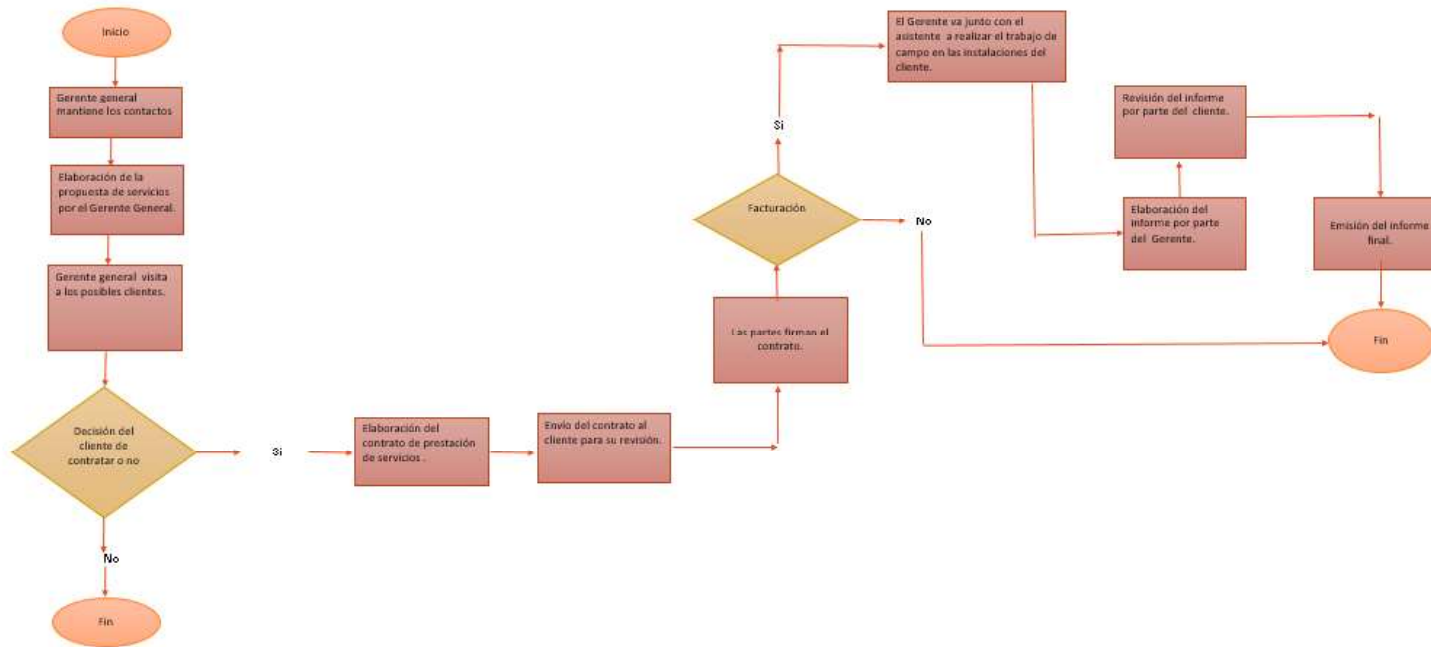 Inicio
Gerente general
mantiene los contactos
Elaboración de la
propuesta de servicios
por el Gerente General.
Gerente general visita
a los posibles clientes.
Decisión del
cliente de
contratar o no
No
Fin
Si
Elaboración del
contrato de prestación
de servicios .
Envío del contrato al
cliente para su revisión.
Las partes firman el
contrato.
Facturación
Si
No
El Gerente va junto con el
asistente a realizar el trabajo de
campo en las instalaciones del
cliente.
Elaboración del
informe por parte
del Gerente.
Revisión del informe
por parte del cliente.
Emisión del informe
final.
Fin